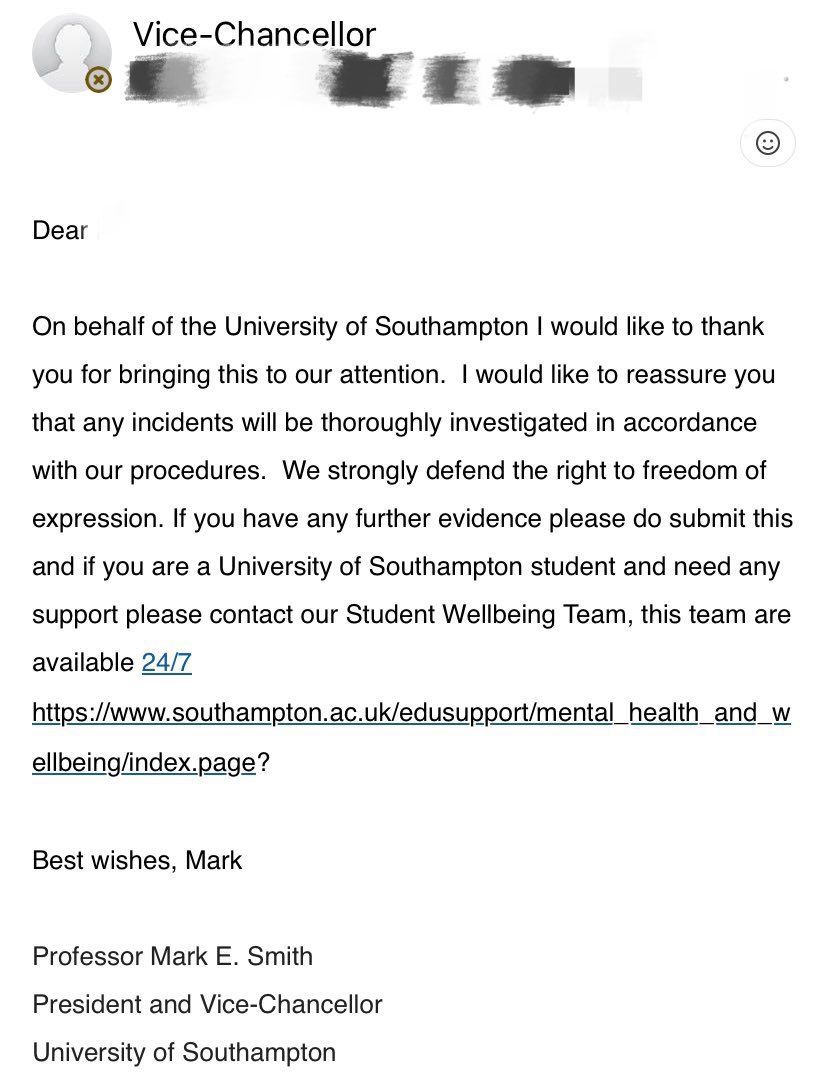 Vice-Chancellor
Dear
On behalf of the University of Southampton I would like to thank
you for bringing this to our attention.  I would like to reassure you
that any incidents will be thoroughly investigated in accordance
with our procedures.  We strongly defend the right to freedom of
expression. If you have any further evidence please do submit this
and if you are a University of Southampton student and need any
support please contact our Student Wellbeing Team, this team are
available 24/7
https://www.southampton.ac.uk/edusupport/mental_health_and_w
ellbeing/index.page?
Best wishes, Mark
Professor Mark E. Smith
President and Vice-Chancellor
University of Southampton